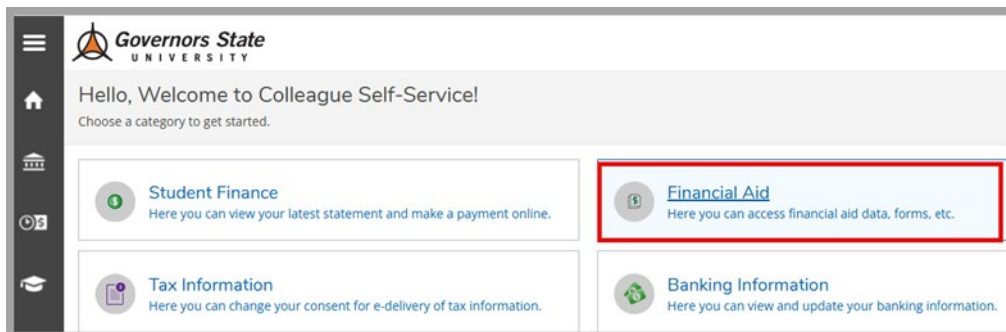 Governors State
UNIVERSITY
Hello, Welcome to Colleague Self-Service!
Choose a category to get started.
Student Finance
Here you can view your latest statement and make a payment online.
Financial Aid
Here you can access financial aid data, forms, etc.
Tax Information
Here you can change your consent for e-delivery of tax information.
Banking Information
Here you can view and update your banking information.